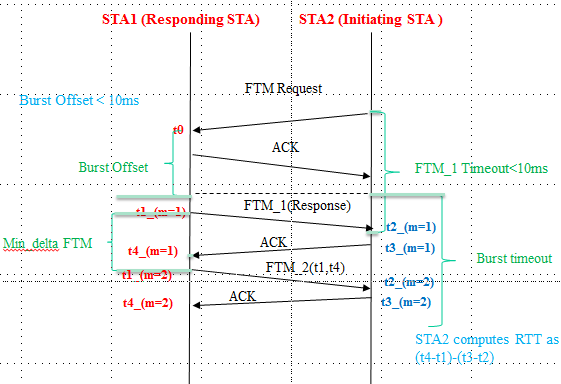 STA1 (Responding STA)
STA2 (Initiating STA )
FTM Request
Burst Offset < 10ms
t0
ACK
Burst Offset
FTM_1 Timeout<10ms
t1_(m=1)
FTM_1(Response)
t2_(m=1)
Min_delta FTM
t4_(m=1)
ACK
t3_(m=1)
Burst timeout
t1_(m=2)
FTM_2(t1,t4)
t2_(m=2)
t4_(m=2)
ACK
t3_(m=2)
STA2 computes RTT as
(t4-t1)-(t3-t2)